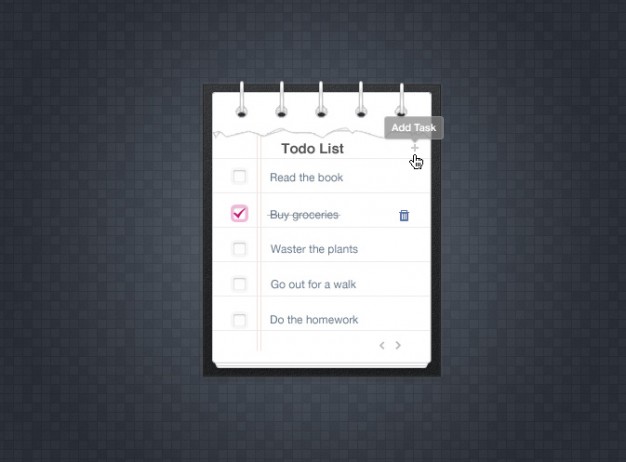 Add Task
Todo List
Read the book
Buy groceries
Waster the plants
Go out for a walk
Do the homework